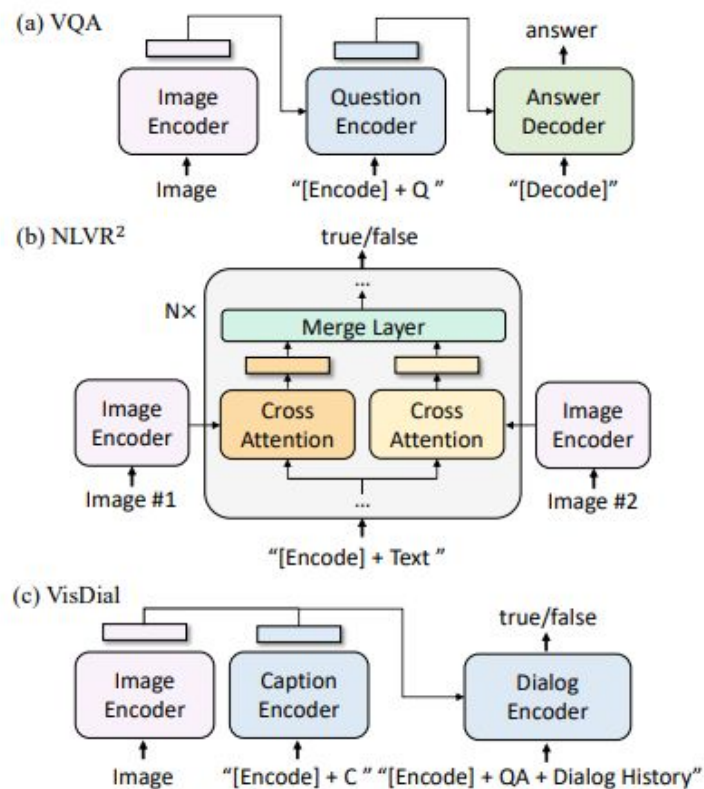 (a) VQA
answer
Image
Encoder
Question
Encoder
Answer
Decoder
Image
“[Encode] + Q ”
“[Decode]”
(b) NLVR²
true/false
...
N×
Merge Layer
Image
Encoder
Cross
Attention
Cross
Attention
Image
Encoder
Image #1
...
Image #2
“[Encode] + Text ”
(c) VisDial
true/false
Image
Encoder
Caption
Encoder
Dialog
Encoder
Image
“[Encode] + C ”
“[Encode] + QA + Dialog History”